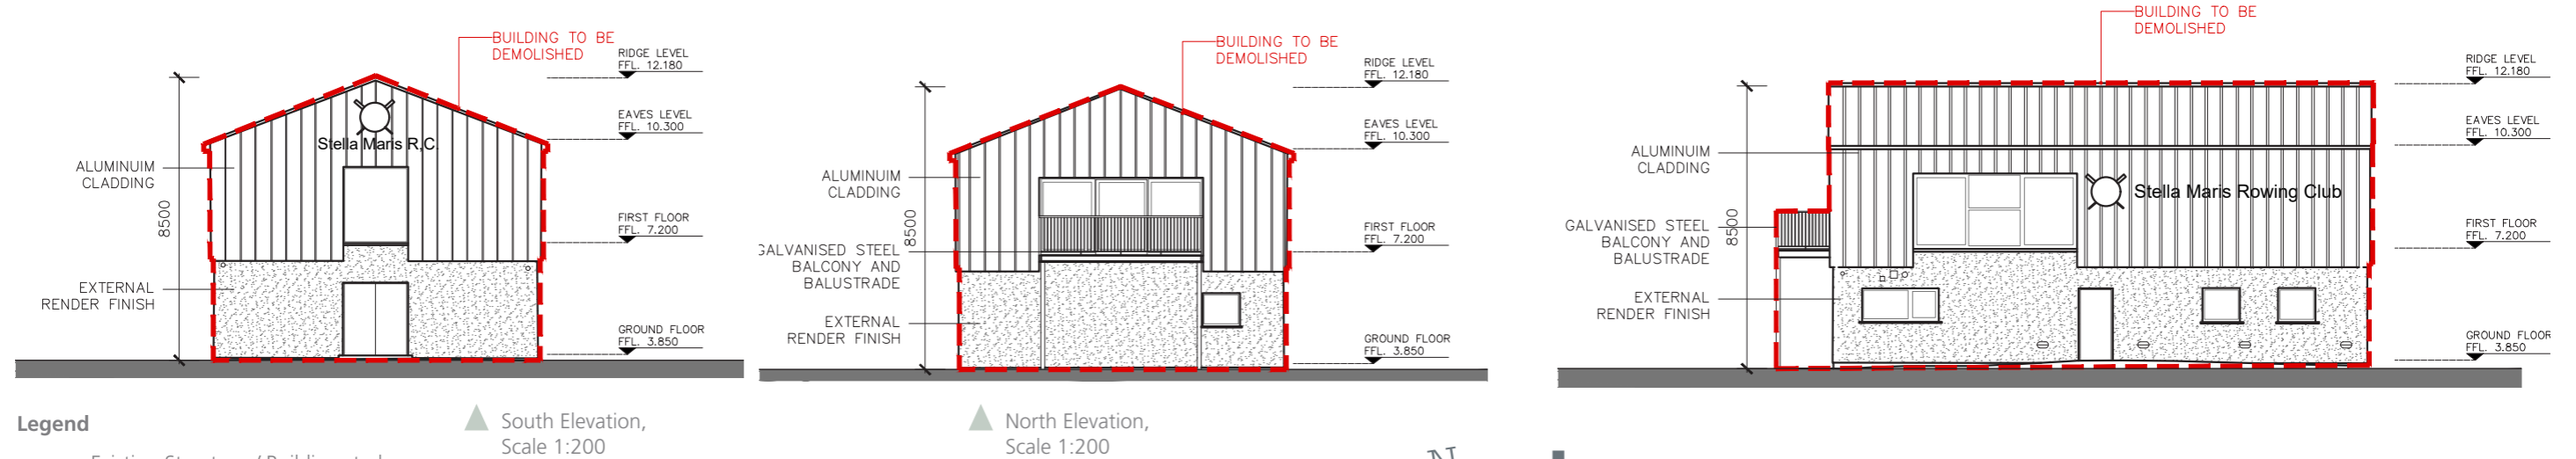 BUILDING TO BE
DEMOLISHED
RIDGE LEVEL
FFL. 12.180
EAVES LEVEL
FFL. 10.300
Stella Maris R.C.
ALUMINUIM
CLADDING
8500
FIRST FLOOR
FFL. 7.200
EXTERNAL
RENDER FINISH
GROUND FLOOR
FFL. 3.850
South Elevation,
Scale 1:200
BUILDING TO BE
DEMOLISHED
RIDGE LEVEL
FFL. 12.180
EAVES LEVEL
FFL. 10.300
ALUMINUIM
CLADDING
8500
FIRST FLOOR
FFL. 7.200
GALVANISED STEEL
BALCONY AND
BALUSTRADE
EXTERNAL
RENDER FINISH
GROUND FLOOR
FFL. 3.850
North Elevation,
Scale 1:200
BUILDING TO BE
DEMOLISHED
RIDGE LEVEL
FFL. 12.180
EAVES LEVEL
FFL. 10.300
ALUMINUIM
CLADDING
Stella Maris Rowing Club
8500
FIRST FLOOR
FFL. 7.200
GALVANISED STEEL
BALCONY AND
BALUSTRADE
EXTERNAL
RENDER FINISH
GROUND FLOOR
FFL. 3.850
Legend
N